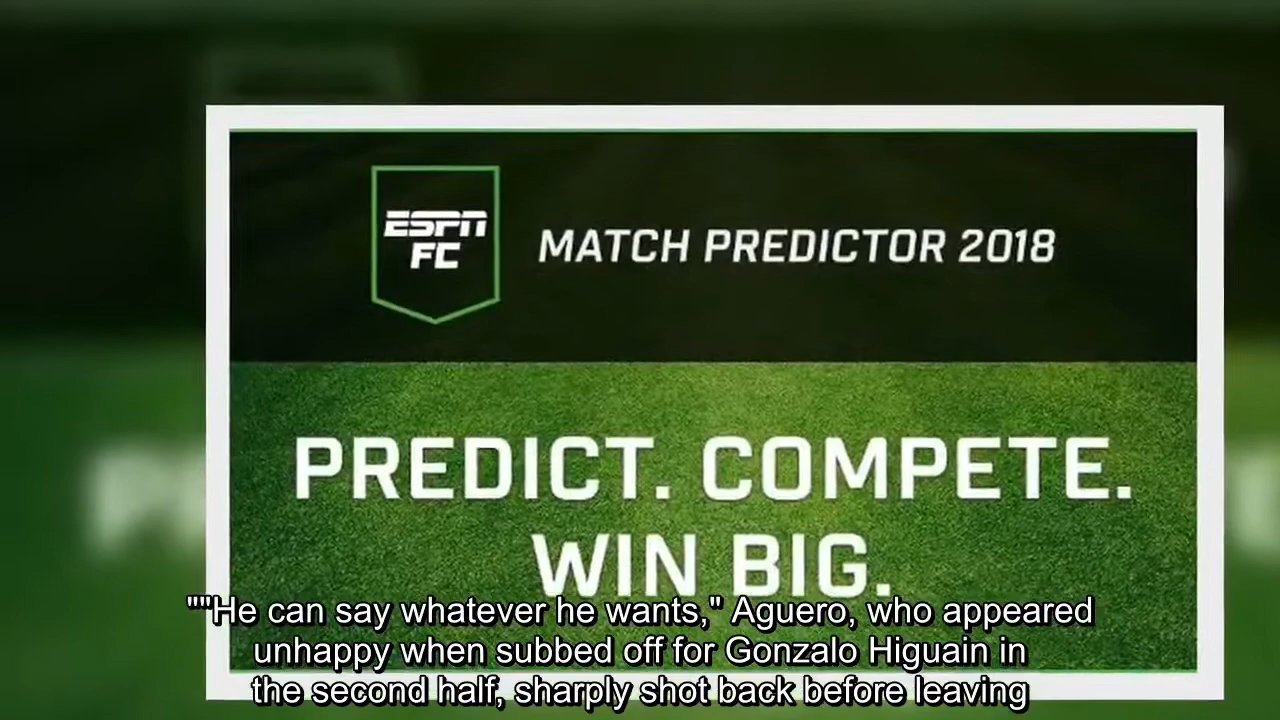 ESPN
FC
MATCH PREDICTOR 2018
PREDICT. COMPETE.
WIN BIG.
""He can say whatever he wants," Aguero, who appeared
unhappy when subbed off for Gonzalo Higuain in
the second half, sharply shot back before leaving